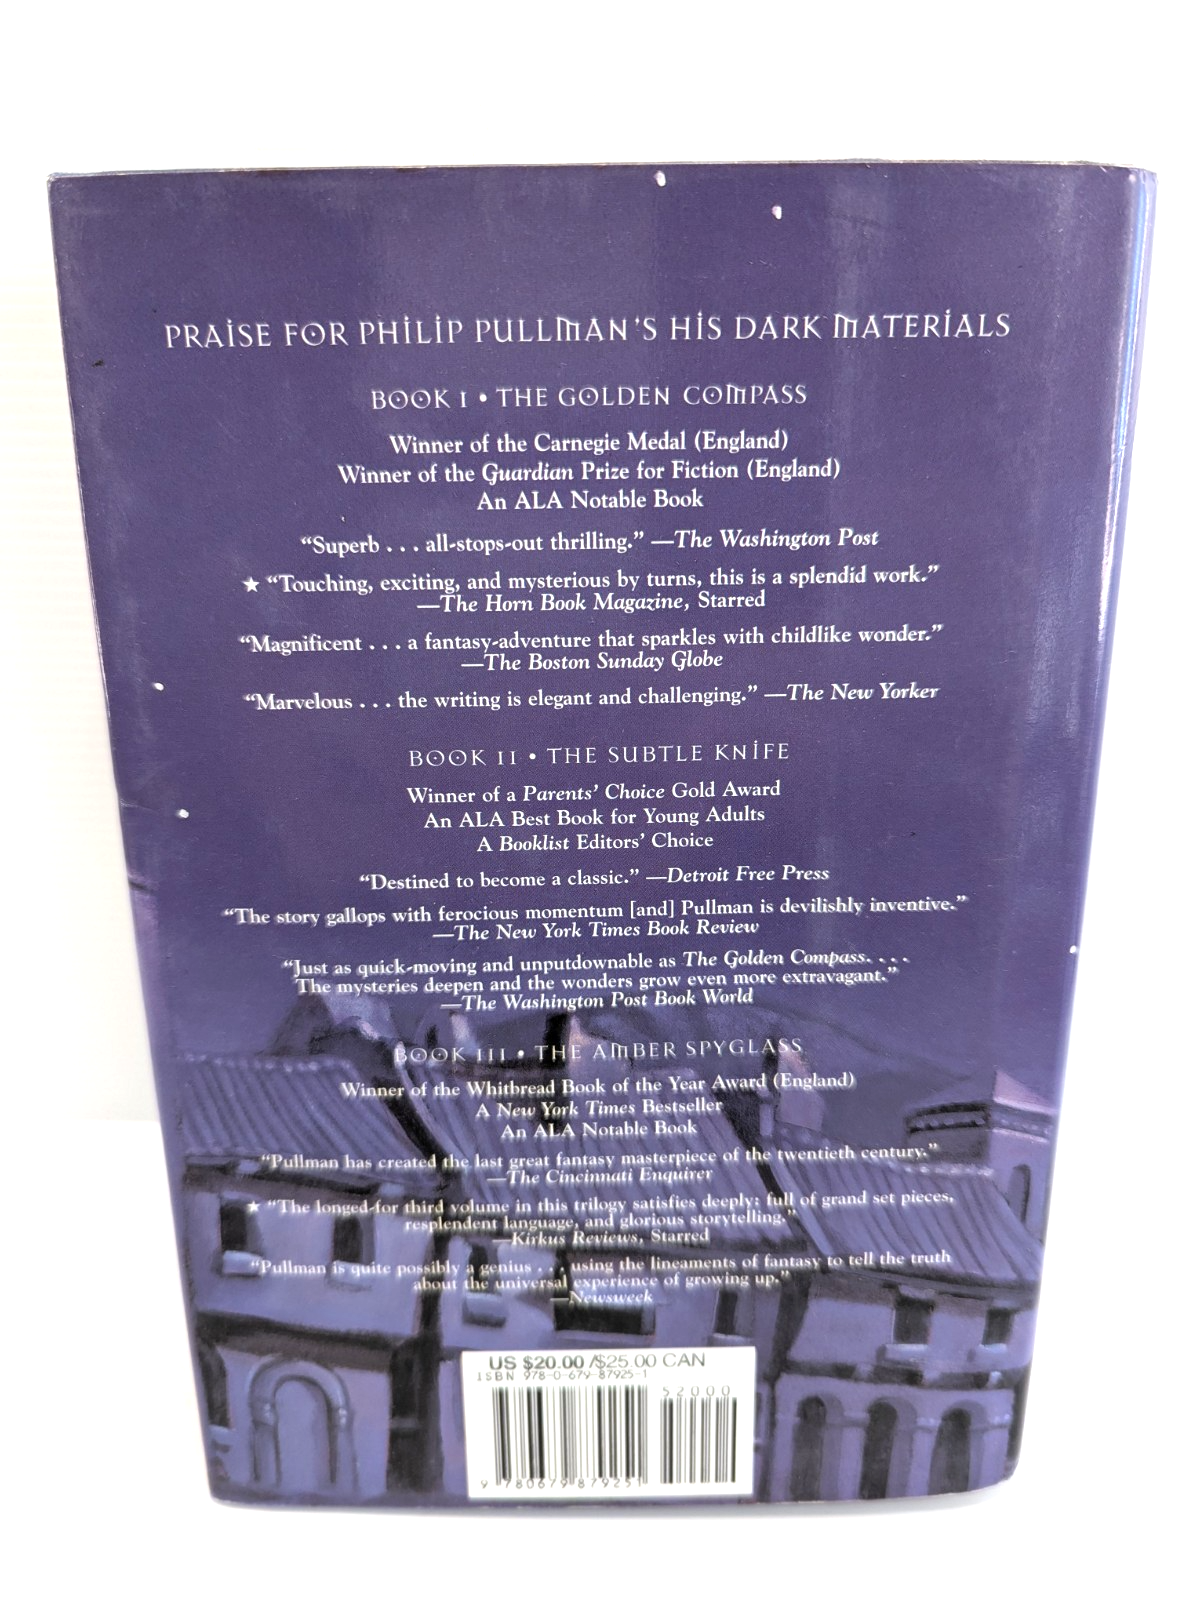 PRAISE FOR PHILIP PULLMAN'S HIS DARK MATERIALS
BOOK I • THE GOLDEN COMPASS
Winner of the Carnegie Medal (England)
Winner of the Guardian Prize for Fiction (England)
An ALA Notable Book
“Superb . . . all-stops-out thrilling.” —The Washington Post
★ “Touching, exciting, and mysterious by turns, this is a splendid work.”
—The Horn Book Magazine, Starred
“Magnificent . . . a fantasy-adventure that sparkles with childlike wonder.”
—The Boston Sunday Globe
“Marvelous . . . the writing is elegant and challenging.” —The New Yorker
BOOK II • THE SUBTLE KNIFE
Winner of a Parents’ Choice Gold Award
An ALA Best Book for Young Adults
A Booklist Editors’ Choice
“Destined to become a classic.” —Detroit Free Press
“The story gallops with ferocious momentum [and] Pullman is devilishly inventive.”
—The New York Times Book Review
“Just as quick-moving and unputdownable as The Golden Compass. . . .
The mysteries deepen and the wonders grow even more extravagant.”
—The Washington Post Book World
BOOK III • THE AMBER SPYGLASS
Winner of the Whitbread Book of the Year Award (England)
A New York Times Bestseller
An ALA Notable Book
“Pullman has created the last great fantasy masterpiece of the twentieth century.”
—The Cincinnati Enquirer
★ “The longed-for third volume in this trilogy satisfies deeply: full of grand set pieces,
resplendent language, and glorious storytelling.”
—Kirkus Reviews, Starred
“Pullman is quite possibly a genius . . . using the lineaments of fantasy to tell the truth
about the universal experience of growing up.”
—Newsweek
US $20.00 /$25.00 CAN
ISBN 978-0-679-87925-1
52000
9 780679 879251